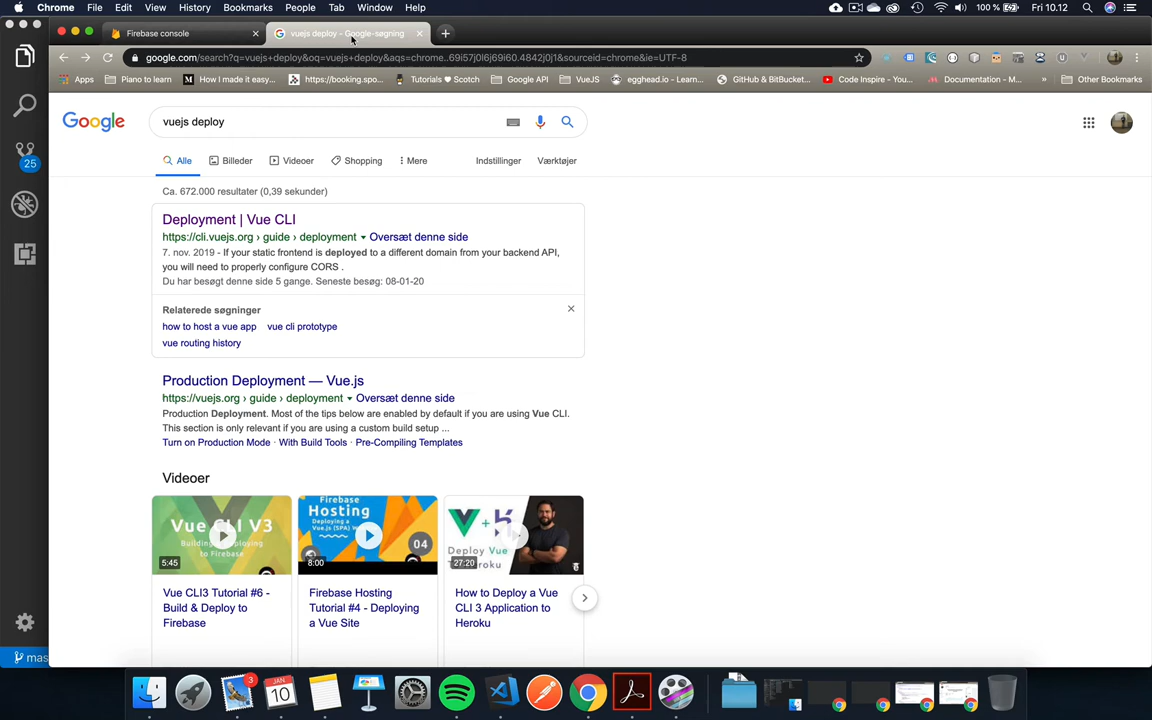 Chrome File Edit View History Bookmarks People Tab Window Help 100 % Fri 10.12
Firebase console vuejs deploy - Google-søgning
google.com/search?q=vuejs+deploy&oq=vuejs+deploy&aqs=chrome..69i57j0l6j69i60.4842j0j1&sourceid=chrome&ie=UTF-8
Apps Piano to learn How I made it easy... https://booking.spo... Tutorials ❤ Scotch Google API VueJS egghead.io - Learn... GitHub & BitBucket... Code Inspire - You... Documentation - M... » Other Bookmarks
Google
vuejs deploy
Alle Billeder Videoer Shopping Mere Indstillinger Værktøjer
Ca. 672.000 resultater (0,39 sekunder)
Deployment | Vue CLI
https://cli.vuejs.org › guide › deployment ▾ Oversæt denne side
7. nov. 2019 - If your static frontend is deployed to a different domain from your backend API,
you will need to properly configure CORS .
Du har besøgt denne side 5 gange. Seneste besøg: 08-01-20
Relaterede søgninger
how to host a vue app vue cli prototype
vue routing history
Production Deployment — Vue.js
https://vuejs.org › guide › deployment ▾ Oversæt denne side
Production Deployment. Most of the tips below are enabled by default if you are using Vue CLI.
This section is only relevant if you are using a custom build setup ...
Turn on Production Mode · With Build Tools · Pre-Compiling Templates
Videoer
Vue CLI V3
5:45
Firebase
Hosting
04
8:00
Deploy Vue
27:20
Vue CLI3 Tutorial #6 -
Build & Deploy to
Firebase
Firebase Hosting
Tutorial #4 - Deploying
a Vue Site
How to Deploy a Vue
CLI 3 Application to
Heroku
25
mas
3
JAN
10